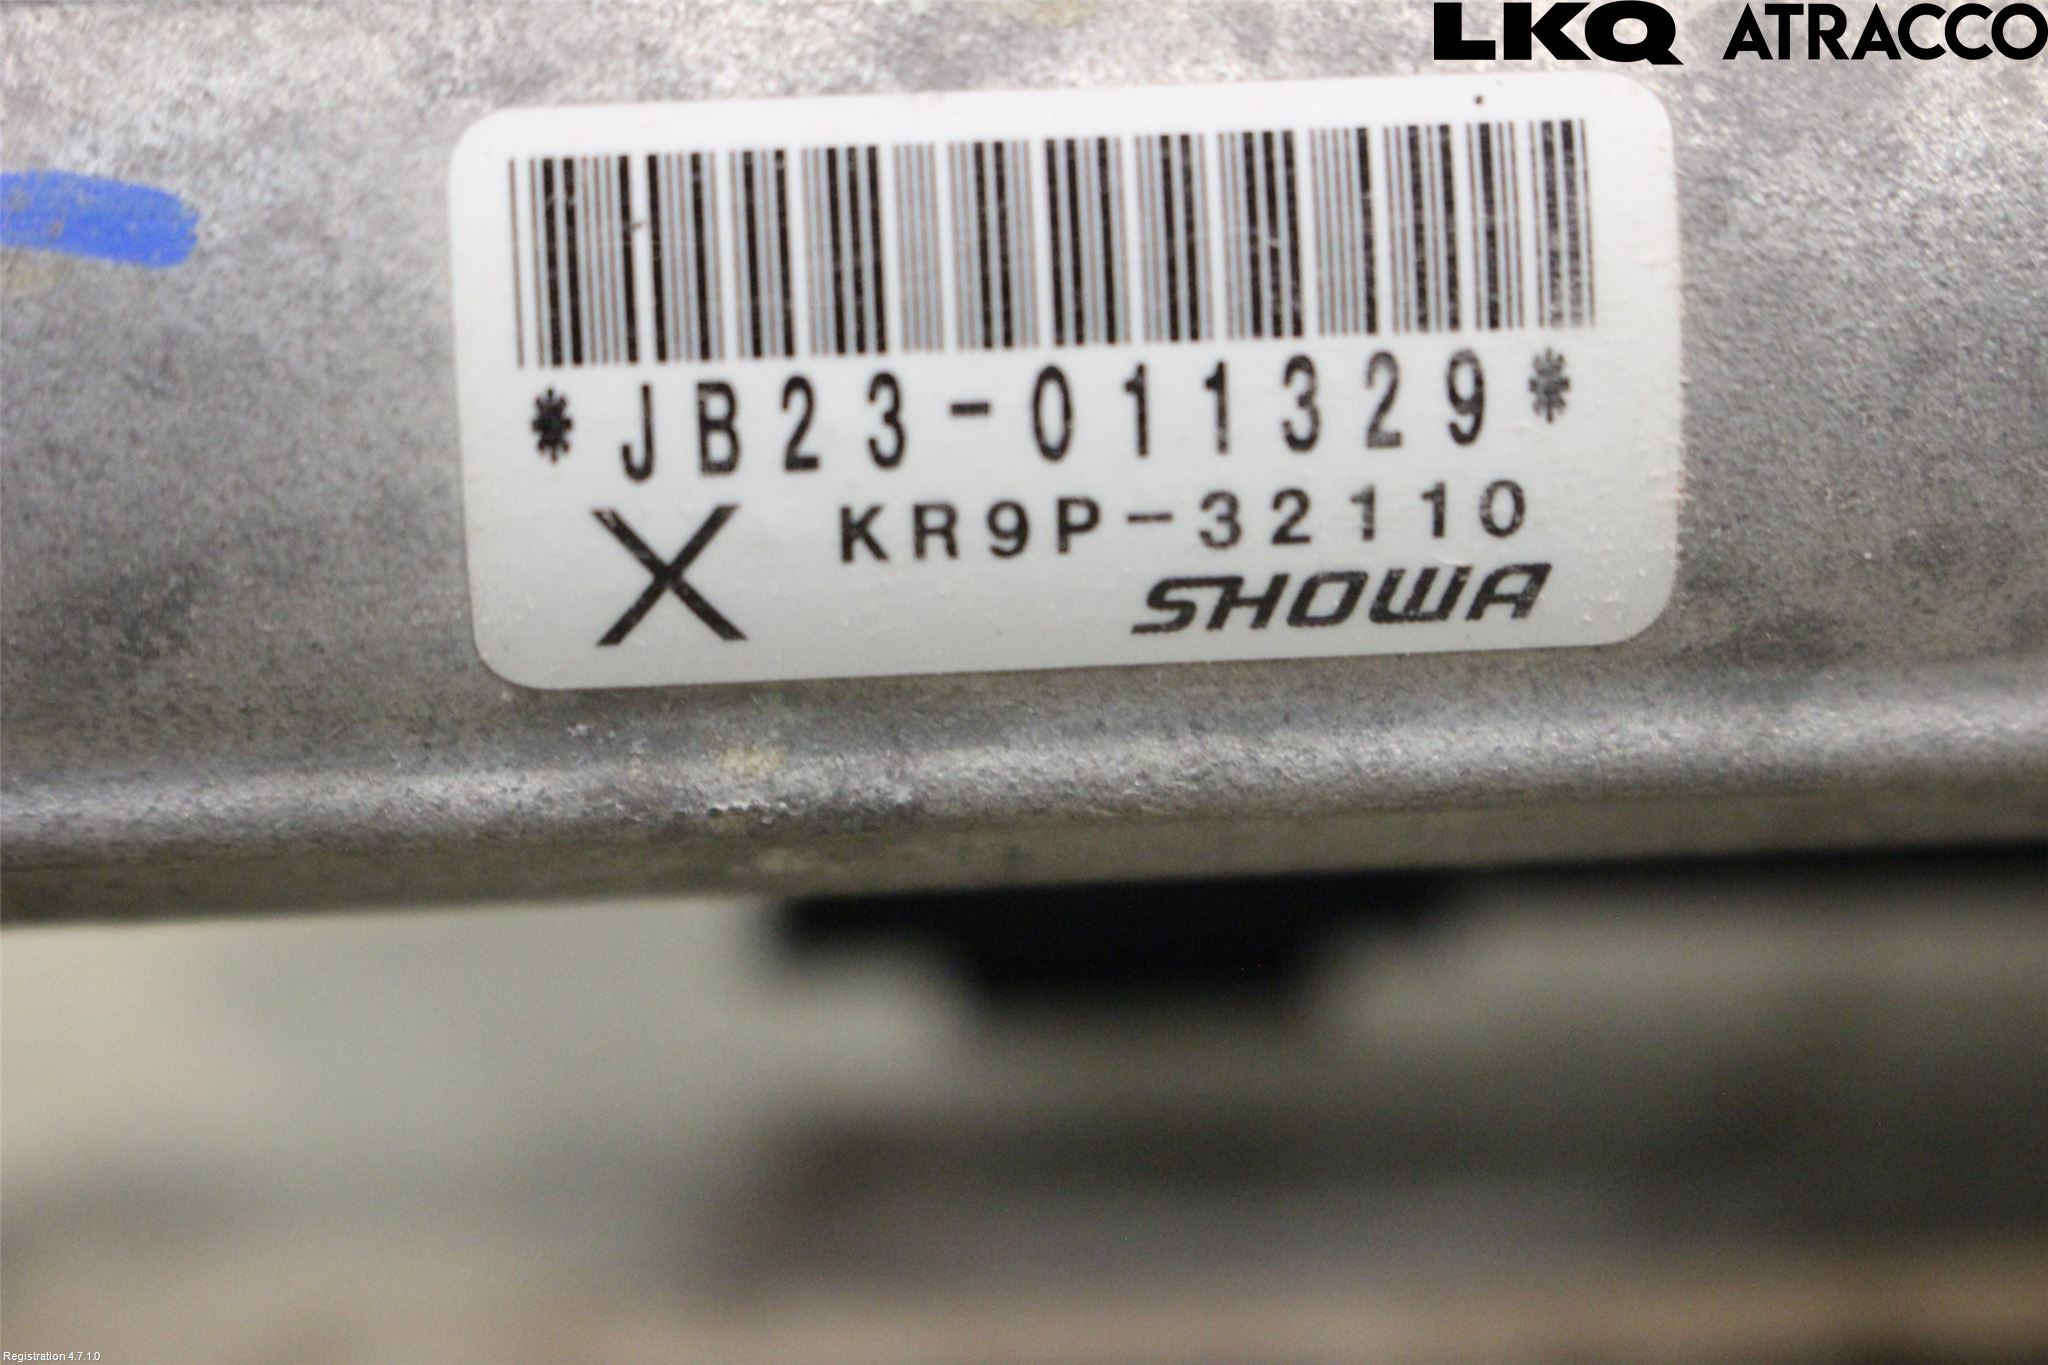 LKQ ATRACCO
*JB23-011329*
X KR9P-32110
SHOWA
Registration 4.7.1.0